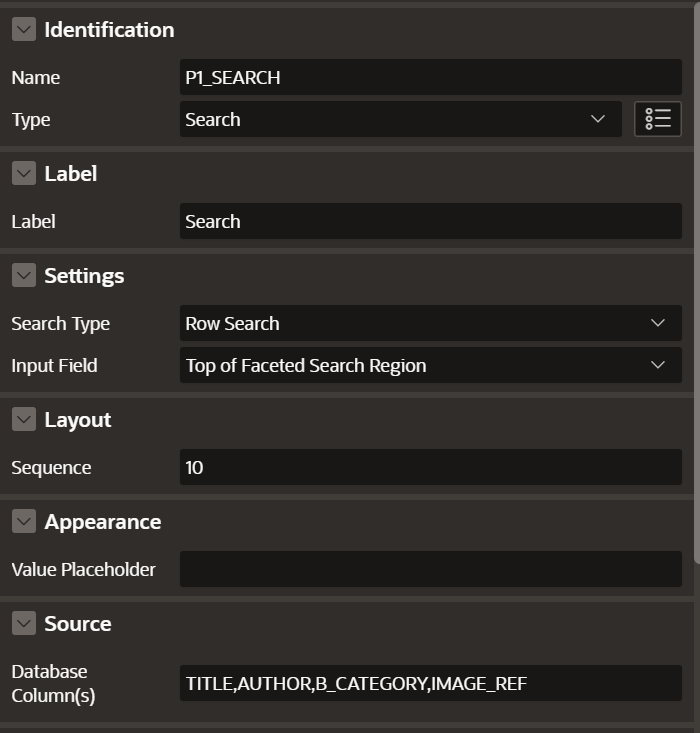 Identification
Name P1_SEARCH
Type Search
Label
Label Search
Settings
Search Type Row Search
Input Field Top of Faceted Search Region
Layout
Sequence 10
Appearance
Value Placeholder
Source
Database
Column(s) TITLE,AUTHOR,B_CATEGORY,IMAGE_REF